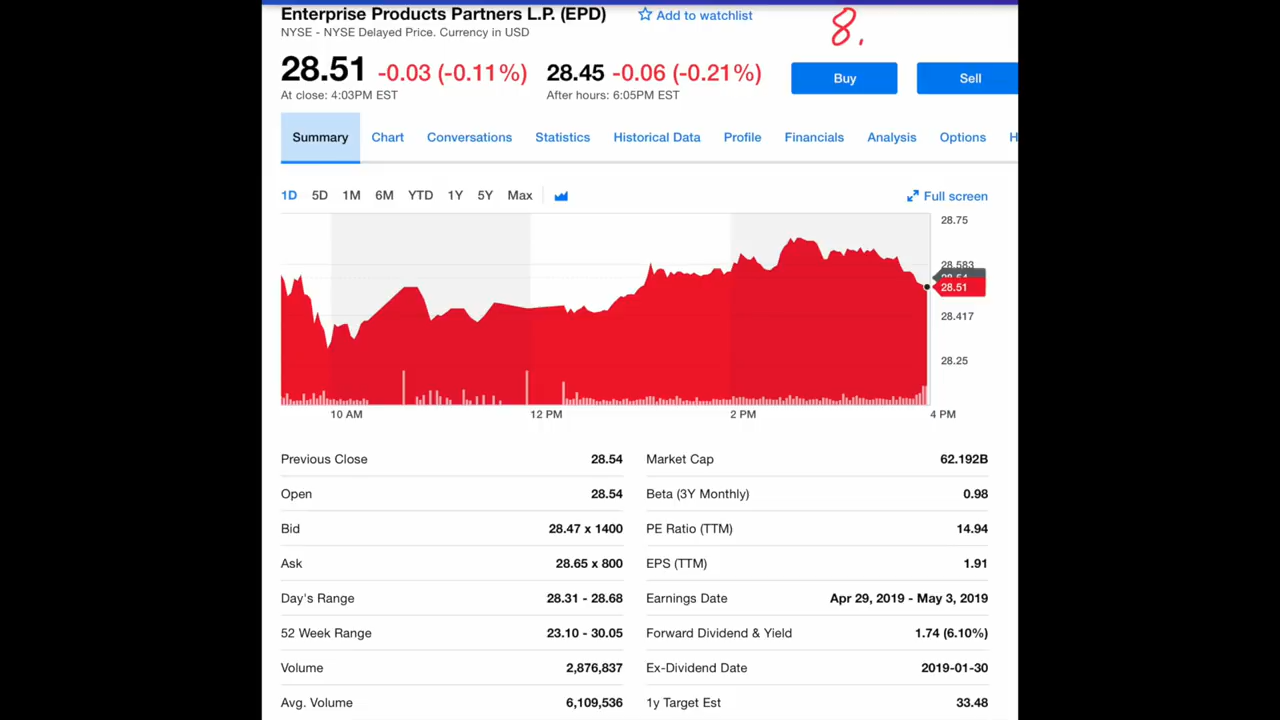 Enterprise Products Partners L.P. (EPD)
Add to watchlist
8.
NYSE - NYSE Delayed Price. Currency in USD
28.51 -0.03 (-0.11%)
28.45 -0.06 (-0.21%)
Buy
Sell
At close: 4:03PM EST
After hours: 6:05PM EST
Summary Chart Conversations Statistics Historical Data Profile Financials Analysis Options H
1D 5D 1M 6M YTD 1Y 5Y Max
Full screen
28.75
28.583
28.54
28.51
28.417
28.25
10 AM 12 PM 2 PM 4 PM
Previous Close 28.54
Market Cap 62.192B
Open 28.54
Beta (3Y Monthly) 0.98
Bid 28.47 x 1400
PE Ratio (TTM) 14.94
Ask 28.65 x 800
EPS (TTM) 1.91
Day's Range 28.31 - 28.68
Earnings Date Apr 29, 2019 - May 3, 2019
52 Week Range 23.10 - 30.05
Forward Dividend & Yield 1.74 (6.10%)
Volume 2,876,837
Ex-Dividend Date 2019-01-30
Avg. Volume 6,109,536
1y Target Est 33.48